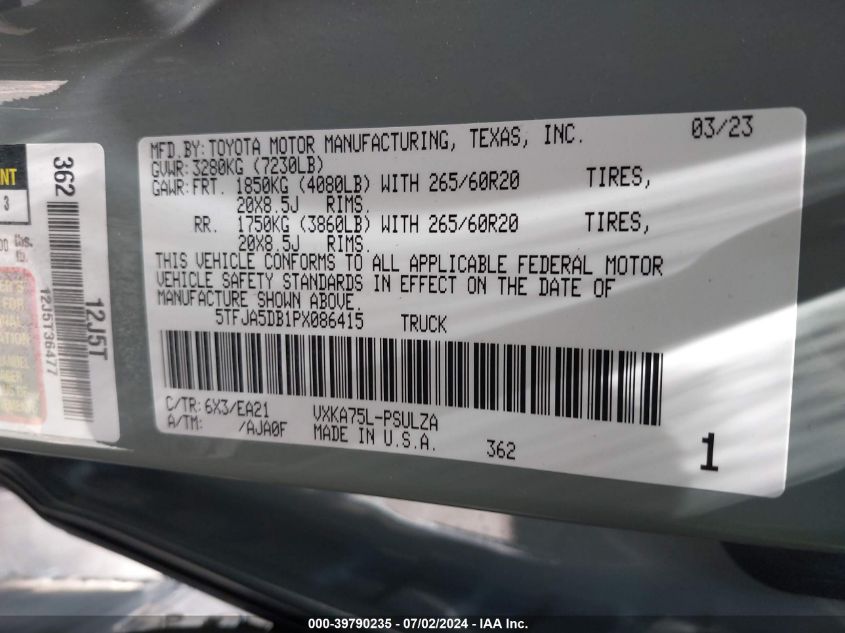 MFD.BY:TOYOTA MOTOR MANUFACTURING, TEXAS, INC. 03/23
GVWR: 3280KG (7230LB)
GAWR:FRT. 1850KG (4080LB) WITH 265/60R20 TIRES,
20X8.5J RIMS.
RR. 1750KG (3860LB) WITH 265/60R20 TIRES,
20X8.5J RIMS.
THIS VEHICLE CONFORMS TO ALL APPLICABLE FEDERAL MOTOR
VEHICLE SAFETY STANDARDS IN EFFECT ON THE DATE OF
MANUFACTURE SHOWN ABOVE.
5TFJA5DB1PX086415 TRUCK
C/TR: 6X3/EA21 VXKA75L-PSULZA
A/TM: /AJA0F MADE IN U.S.A. 362 1
362
12J5T
12J5T36477
NT
3
lbs.
000-39790235 - 07/02/2024 - IAA Inc.